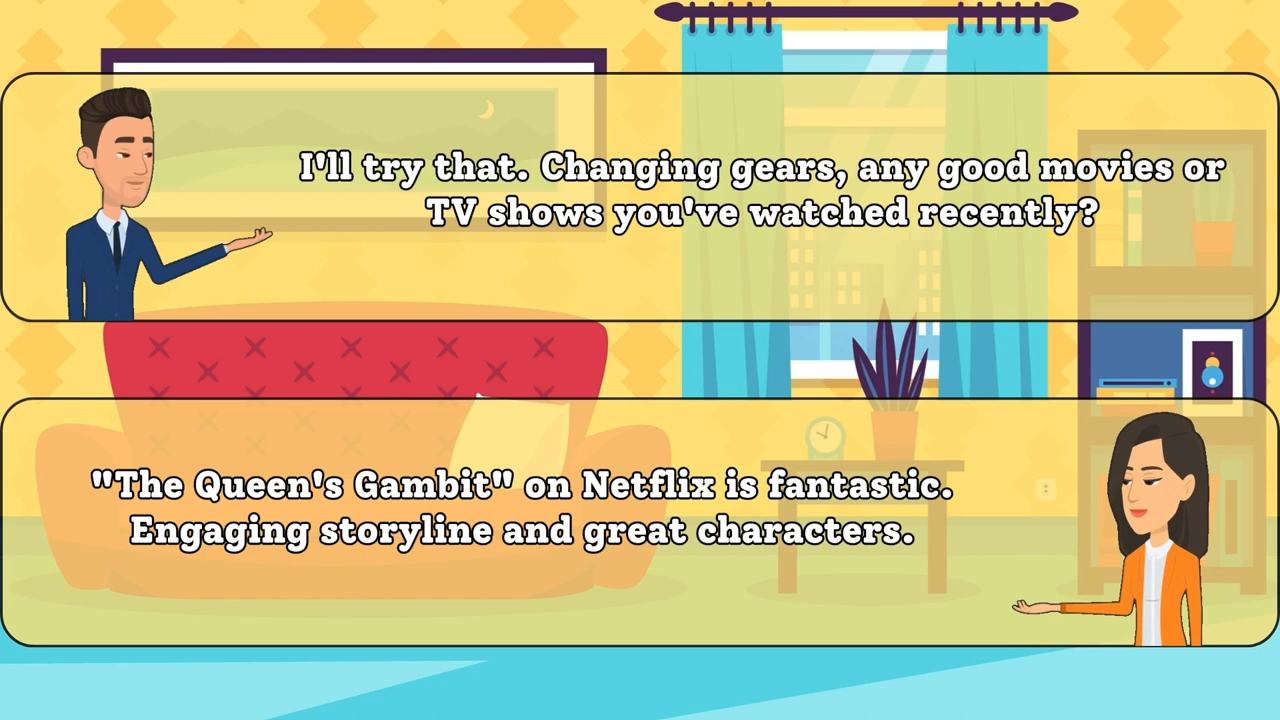 I'll try that. Changing gears, any good movies or
TV shows you've watched recently?
"The Queen's Gambit" on Netflix is fantastic.
Engaging storyline and great characters.